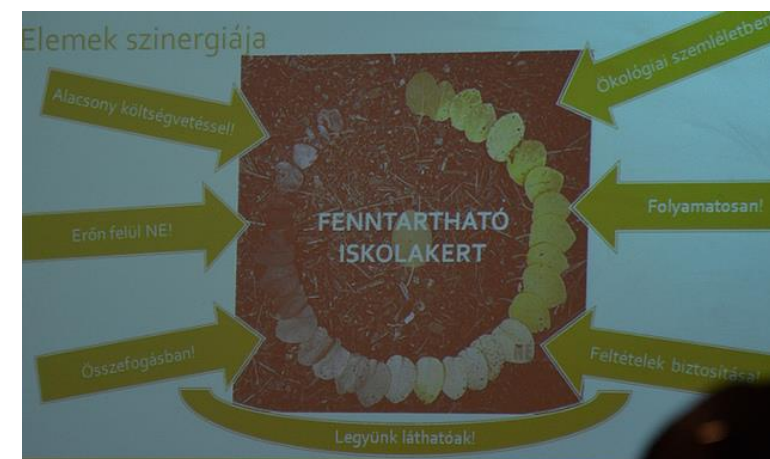 Elemek szinergiája
Alacsony költségvetéssel!
Ökológiai szemléletben
Erőn felül NE!
FENNTARTHATÓ
ISKOLAKERT
Folyamatosan!
Összefogásban!
Feltételek biztosítása!
Legyünk láthatóak!